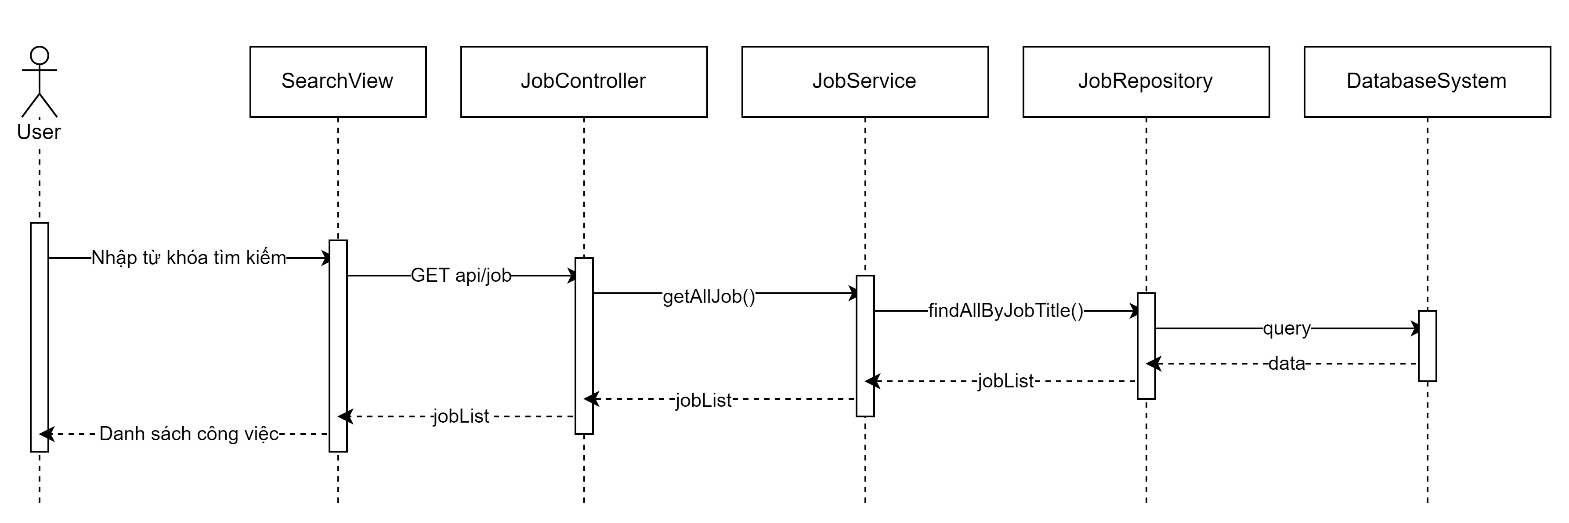 SearchView
JobController
JobService
JobRepository
DatabaseSystem
User
Nhập từ khóa tìm kiếm
GET api/job
getAllJob()
findAllByJobTitle()
query
data
jobList
jobList
jobList
Danh sách công việc